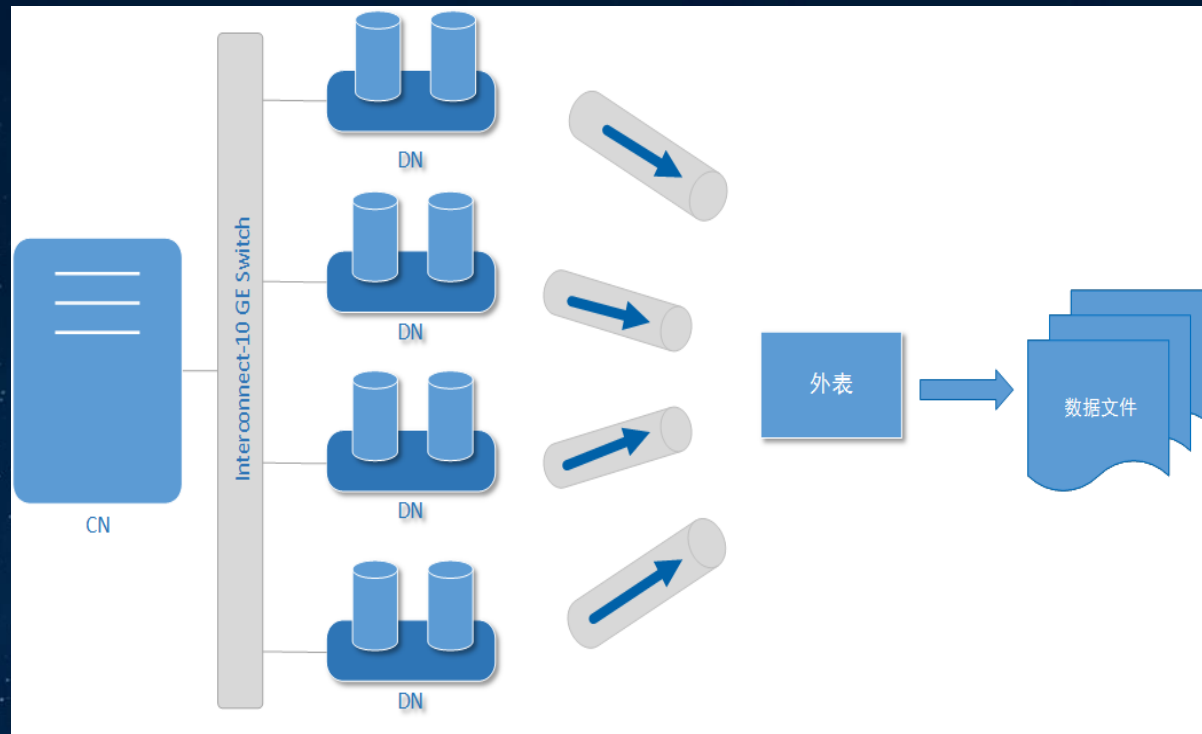 CN
Interconnect-10 GE Switch
DN
DN
DN
DN
外表
数据文件